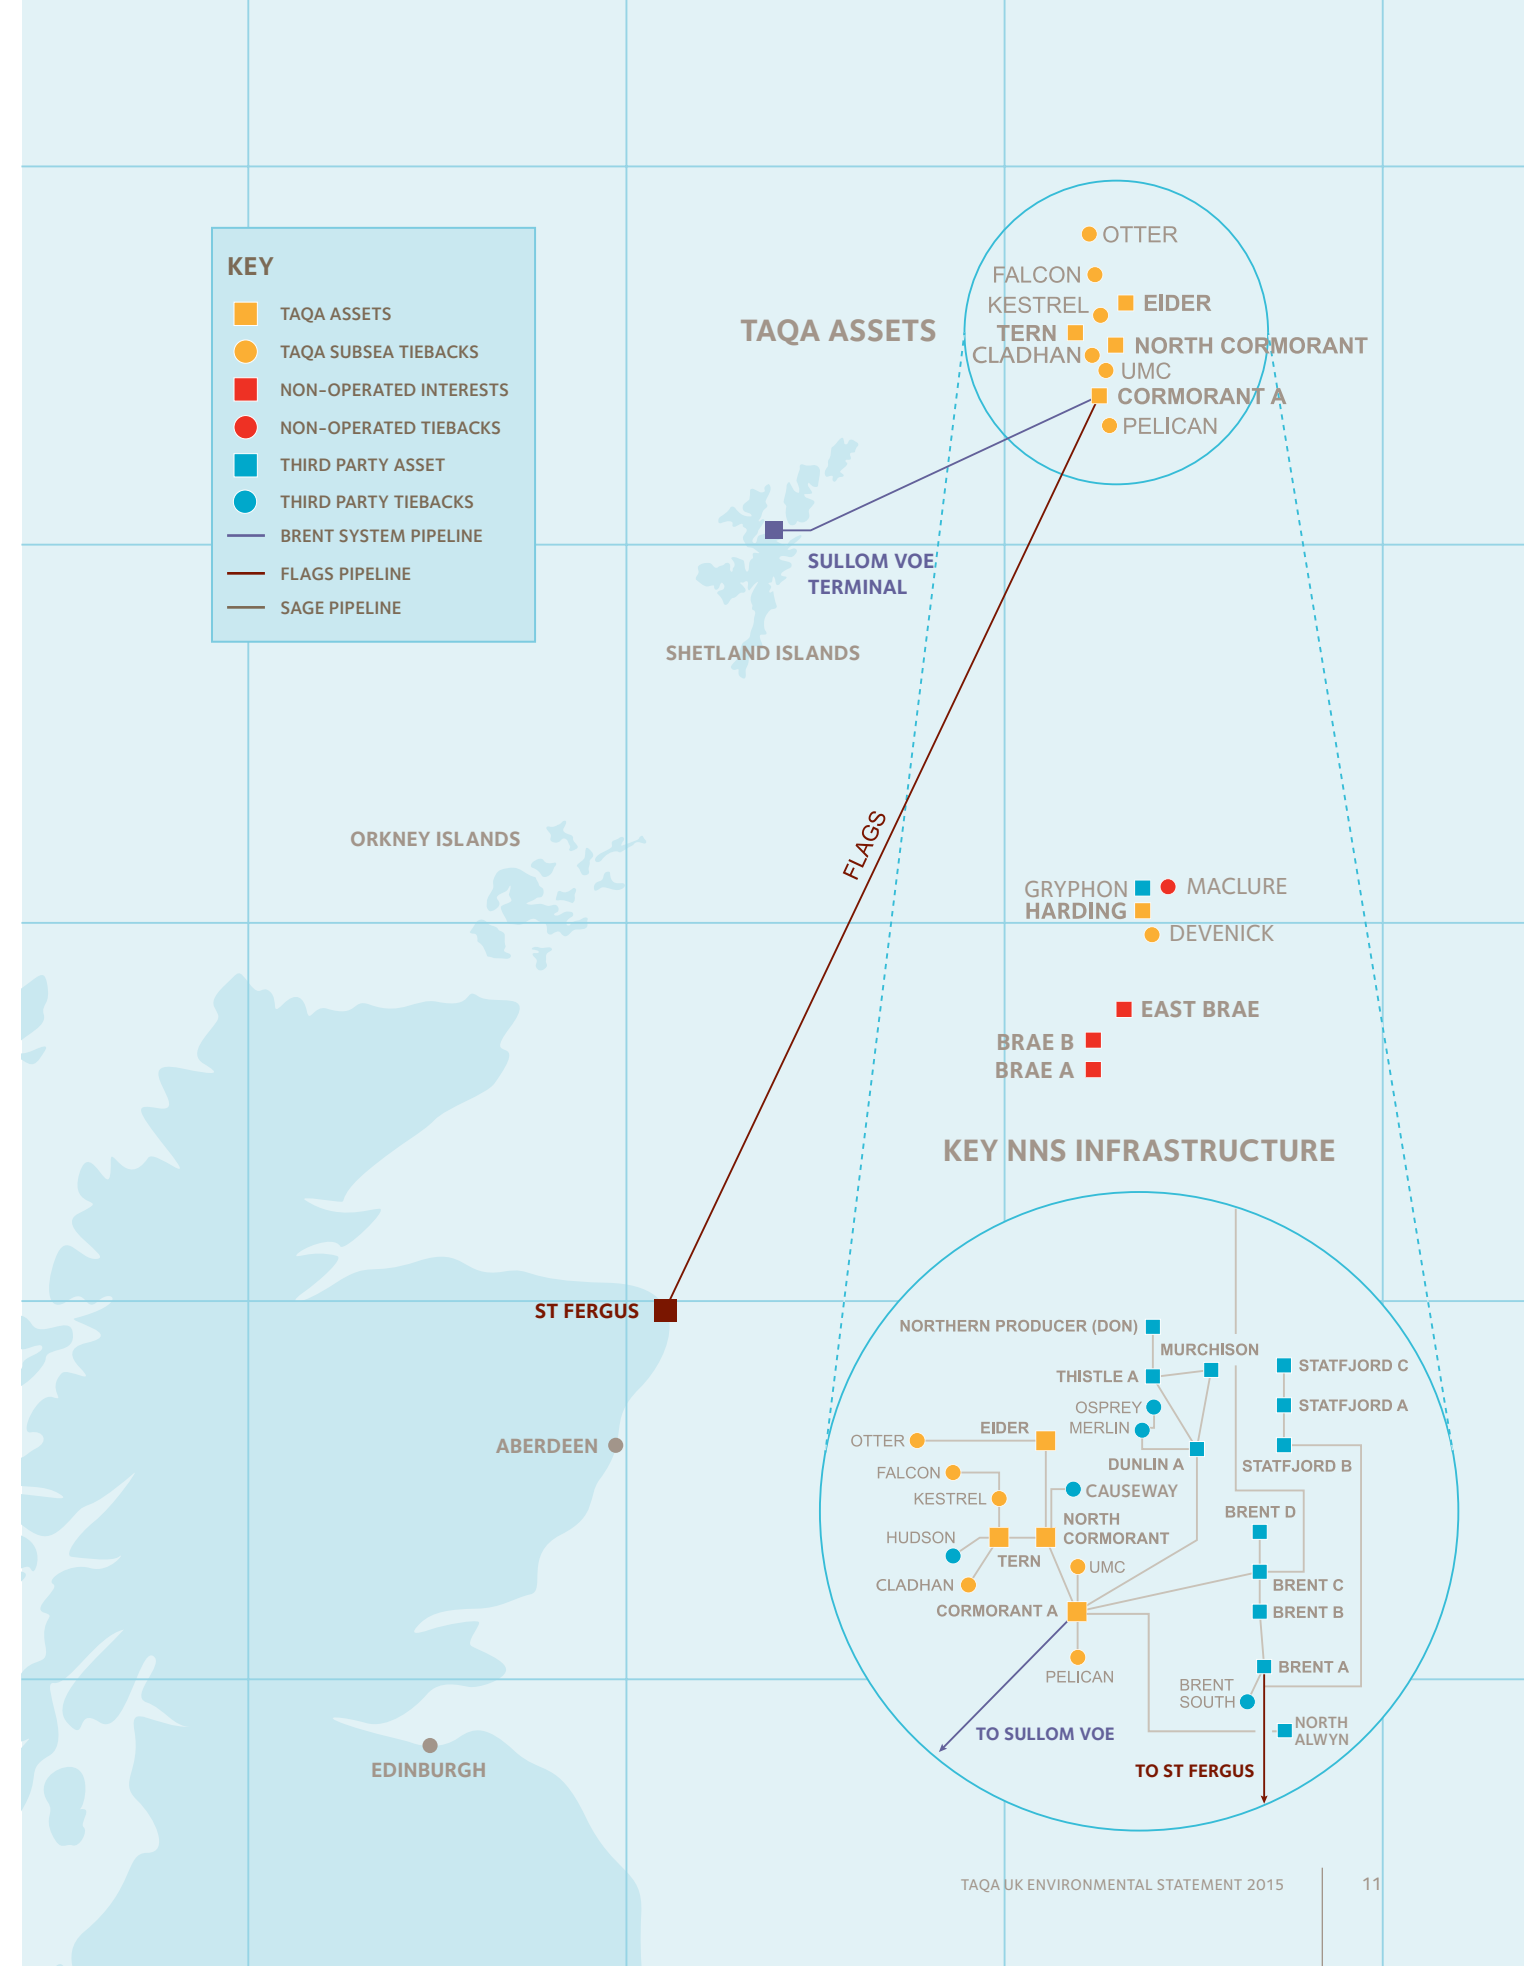 KEY
TAQA ASSETS
TAQA SUBSEA TIEBACKS
NON-OPERATED INTERESTS
NON-OPERATED TIEBACKS
THIRD PARTY ASSET
THIRD PARTY TIEBACKS
BRENT SYSTEM PIPELINE
FLAGS PIPELINE
SAGE PIPELINE
TAQA ASSETS
OTTER
FALCON
KESTREL
EIDER
TERN
NORTH CORMORANT
CLADHAN
UMC
CORMORANT A
PELICAN
SULLOM VOE
TERMINAL
SHETLAND ISLANDS
ORKNEY ISLANDS
FLAGS
GRYPHON
MACLURE
HARDING
DEVENICK
EAST BRAE
BRAE B
BRAE A
KEY NNS INFRASTRUCTURE
ST FERGUS
ABERDEEN
EDINBURGH
NORTHERN PRODUCER (DON)
MURCHISON
THISTLE A
STATFJORD C
OSPREY
STATFJORD A
MERLIN
EIDER
OTTER
DUNLIN A
STATFJORD B
FALCON
CAUSEWAY
KESTREL
BRENT D
NORTH
CORMORANT
HUDSON
TERN
UMC
CLADHAN
BRENT C
CORMORANT A
BRENT B
BRENT A
PELICAN
BRENT
SOUTH
NORTH
ALWYN
TO SULLOM VOE
TO ST FERGUS
TAQA UK ENVIRONMENTAL STATEMENT 2015
11